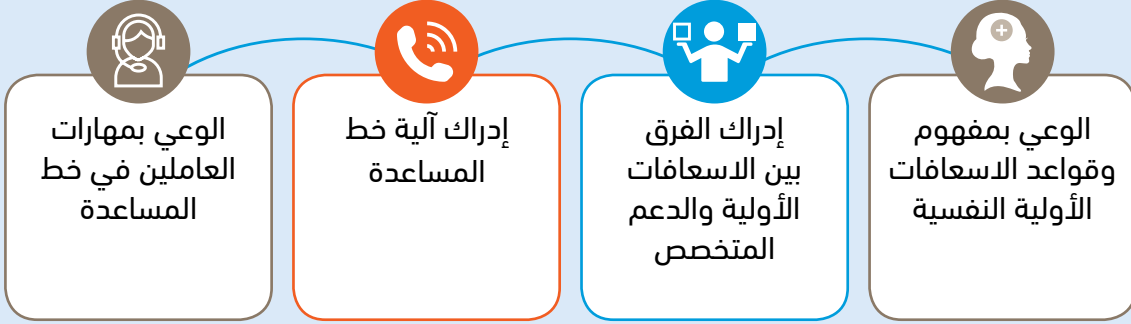 الوعي بمفهوم
وقواعد الاسعافات
الأولية النفسية
إدراك الفرق
بين الاسعافات
الأولية والدعم
المتخصص
إدراك آلية خط
المساعدة
الوعي بمهارات
العاملين في خط
المساعدة